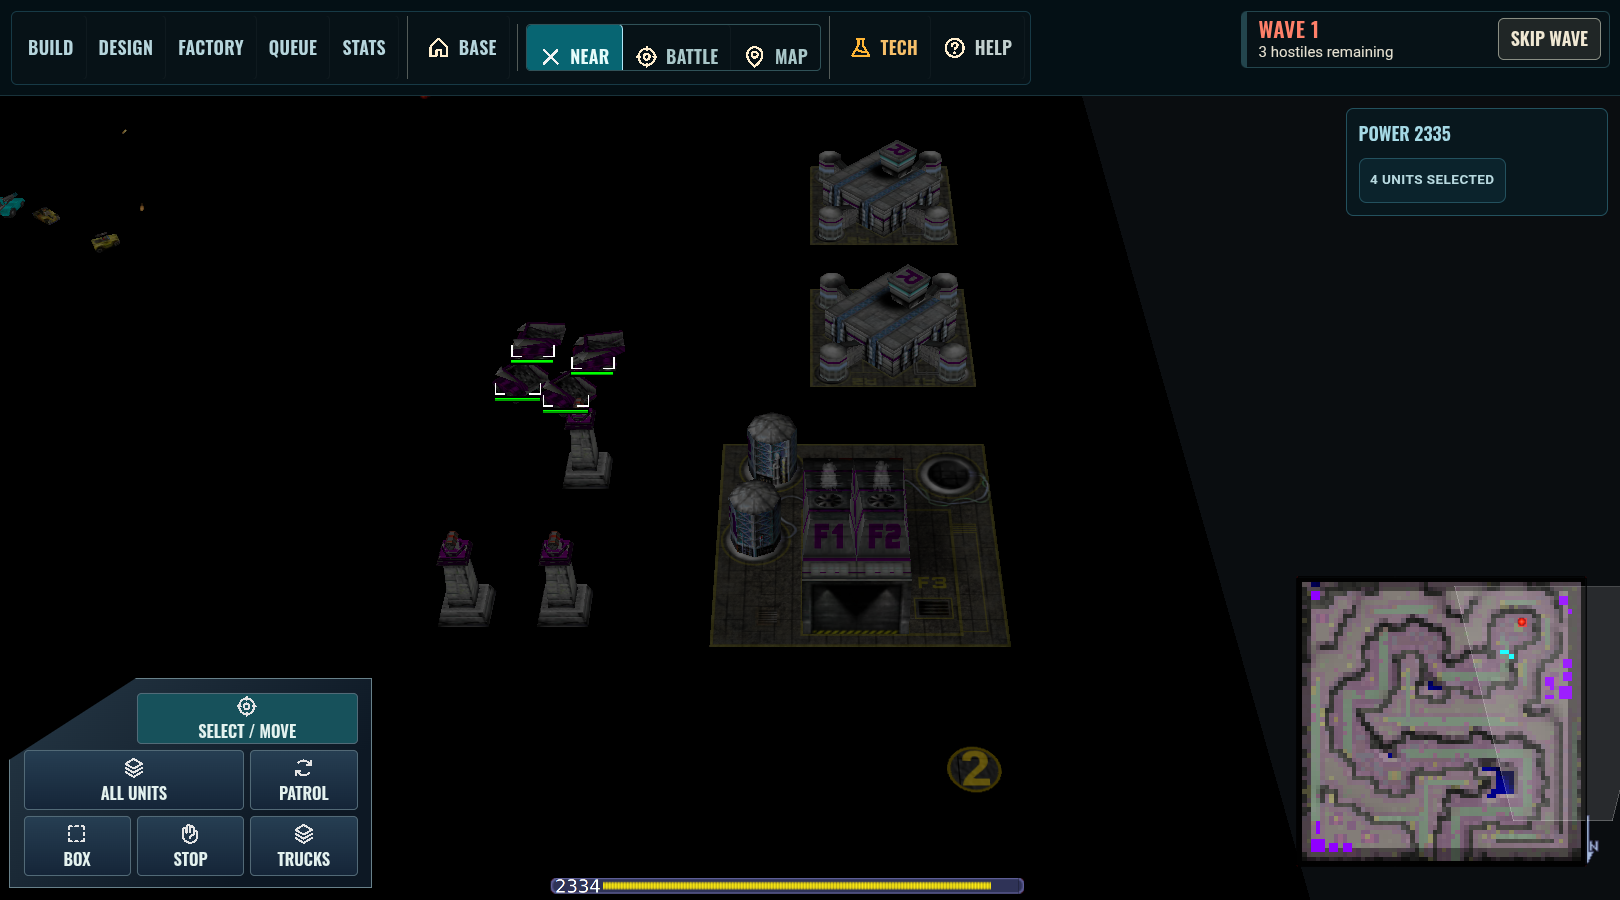 BUILD
DESIGN
FACTORY
QUEUE
STATS
BASE
NEAR
BATTLE
MAP
TECH
HELP
WAVE 1
3 hostiles remaining
SKIP WAVE
POWER 2335
4 UNITS SELECTED
R
R
F1
F2
F3
2
SELECT / MOVE
ALL UNITS
PATROL
BOX
STOP
TRUCKS
N
2334